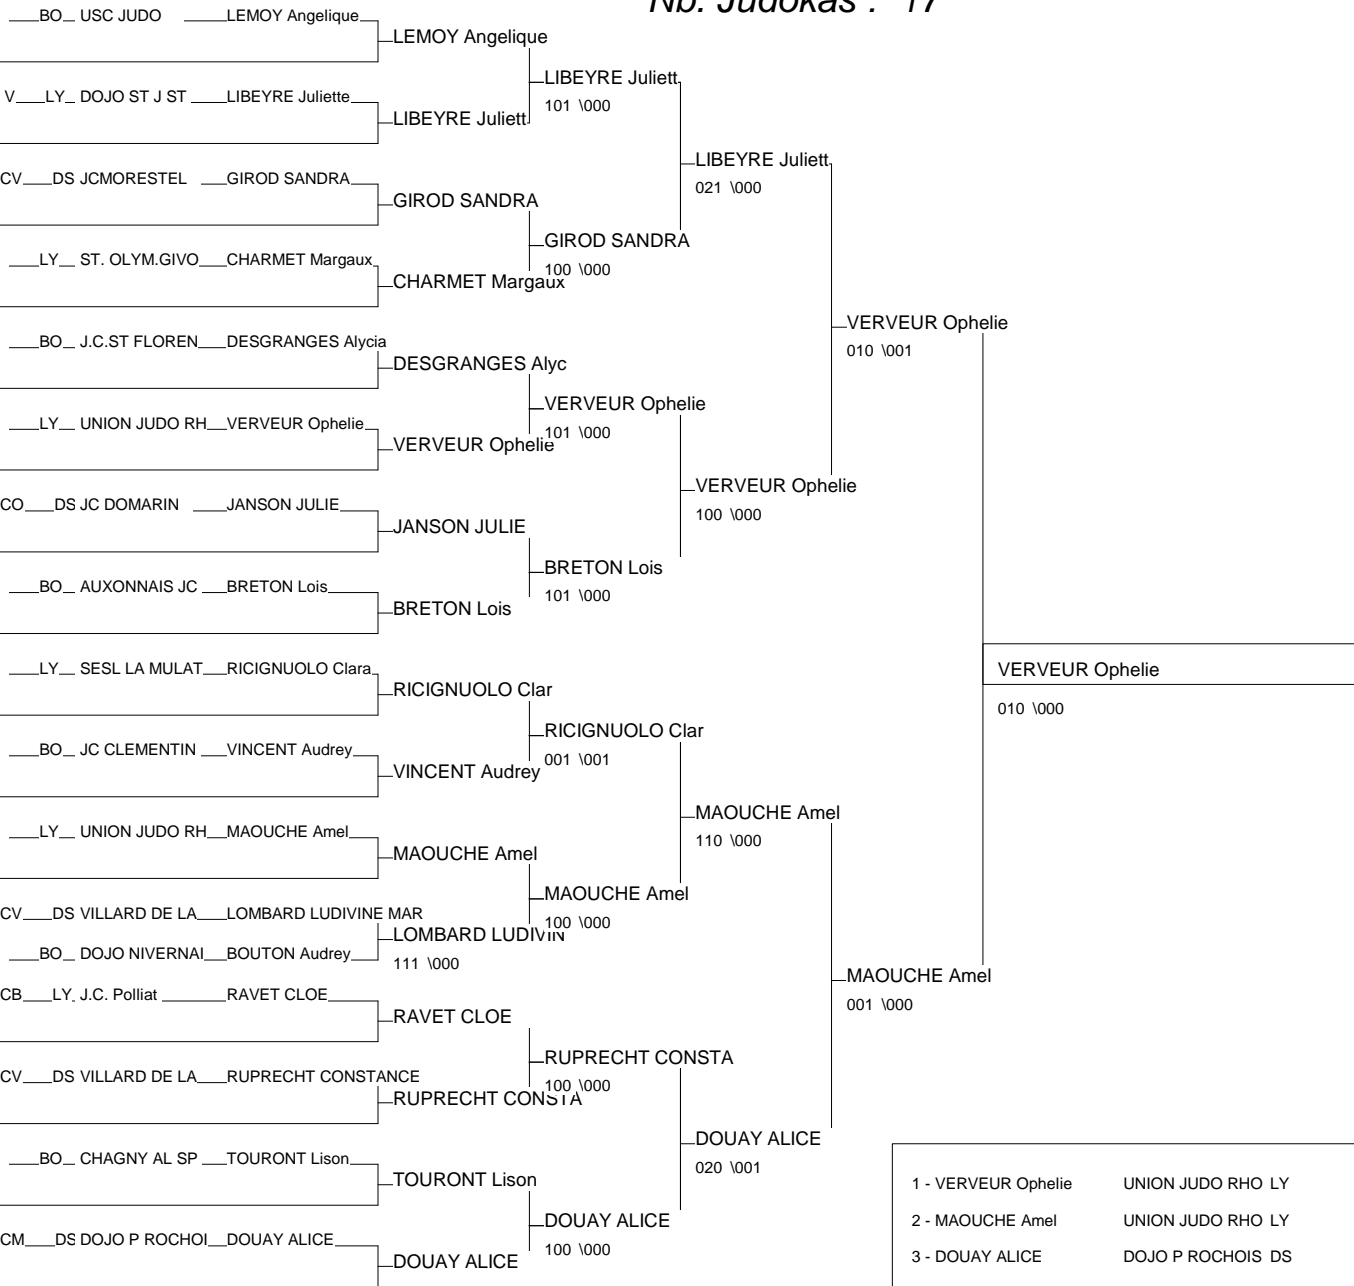 Nb. Judokas : 17
BO USC JUDO LEMOY Angelique
LEMOY Angelique
LIBEYRE Juliett
101 \000
V LY DOJO ST J ST LIBEYRE Juliette
LIBEYRE Juliett
LIBEYRE Juliett
021 \000
CV DS JCMORESTEL GIROD SANDRA
GIROD SANDRA
GIROD SANDRA
100 \000
LY ST. OLYM.GIVO CHARMET Margaux
CHARMET Margaux
VERVEUR Ophelie
010 \001
BO J.C.ST FLOREN DESGRANGES Alycia
DESGRANGES Alyc
VERVEUR Ophelie
101 \000
LY UNION JUDO RH VERVEUR Ophelie
VERVEUR Ophelie
VERVEUR Ophelie
100 \000
CO DS JC DOMARIN JANSON JULIE
JANSON JULIE
BRETON Lois
101 \000
BO AUXONNAIS JC BRETON Lois
BRETON Lois
VERVEUR Ophelie
010 \000
LY SESL LA MULAT RICIGNUOLO Clara
RICIGNUOLO Clar
RICIGNUOLO Clar
001 \001
BO JC CLEMENTIN VINCENT Audrey
VINCENT Audrey
MAOUCHE Amel
110 \000
LY UNION JUDO RH MAOUCHE Amel
MAOUCHE Amel
MAOUCHE Amel
100 \000
CV DS VILLARD DE LA LOMBARD LUDIVINE MAR
LOMBARD LUDIVIN
111 \000
BO DOJO NIVERNAI BOUTON Audrey
MAOUCHE Amel
001 \000
CB LY J.C. Polliat RAVET CLOE
RAVET CLOE
RUPRECHT CONSTA
100 \000
CV DS VILLARD DE LA RUPRECHT CONSTANCE
RUPRECHT CONSTA
DOUAY ALICE
020 \001
BO CHAGNY AL SP TOURONT Lison
TOURONT Lison
DOUAY ALICE
100 \000
CM DS DOJO P ROCHOI DOUAY ALICE
DOUAY ALICE
1 - VERVEUR Ophelie UNION JUDO RHO LY
2 - MAOUCHE Amel UNION JUDO RHO LY
3 - DOUAY ALICE DOJO P ROCHOIS DS